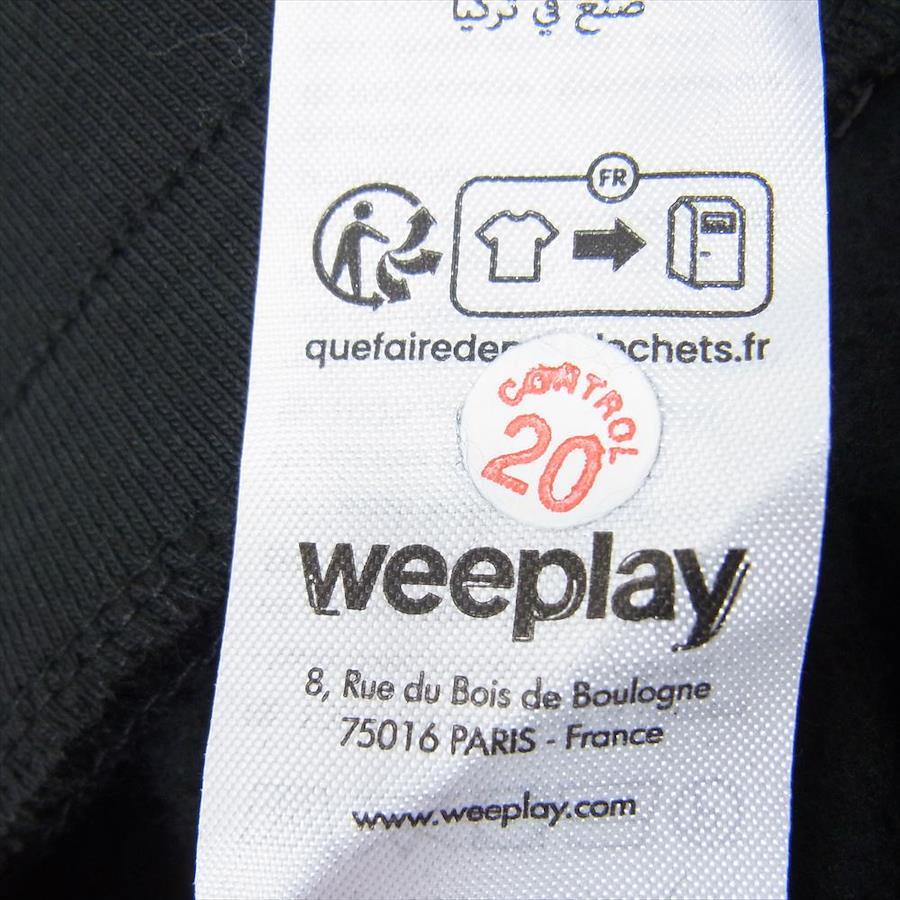 صنع في تركيا
FR
quefairede chets.fr
CONTROL
20
weeplay
8, Rue du Bois de Boulogne
75016 PARIS - France
www.weeplay.com